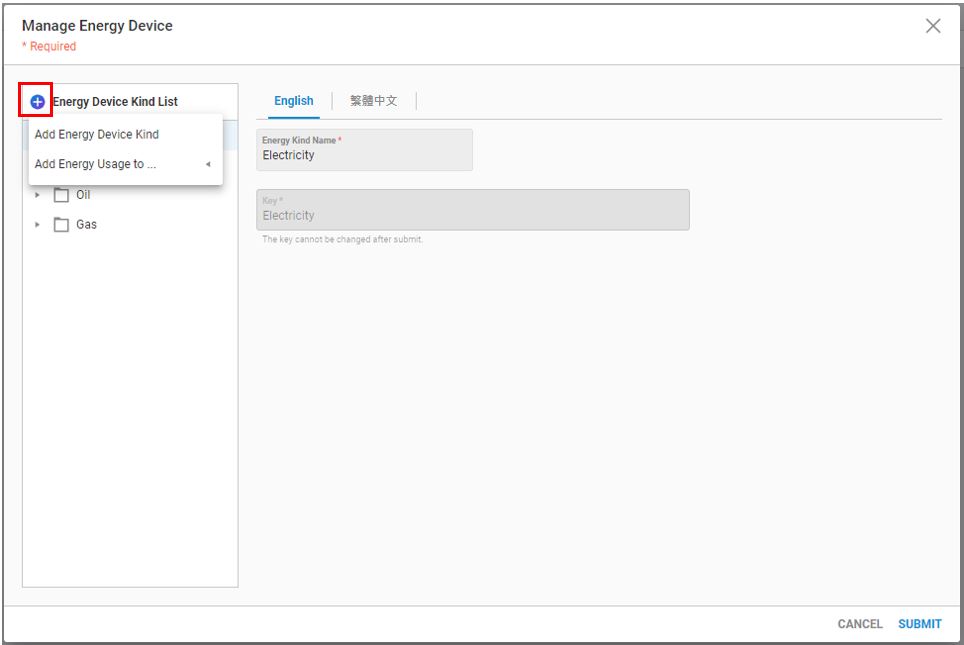 Manage Energy Device
* Required
Energy Device Kind List
Add Energy Device Kind
Add Energy Usage to ...
Oil
Gas
English
繁體中文
Energy Kind Name *
Electricity
Key *
Electricity
The key cannot be changed after submit.
CANCEL
SUBMIT